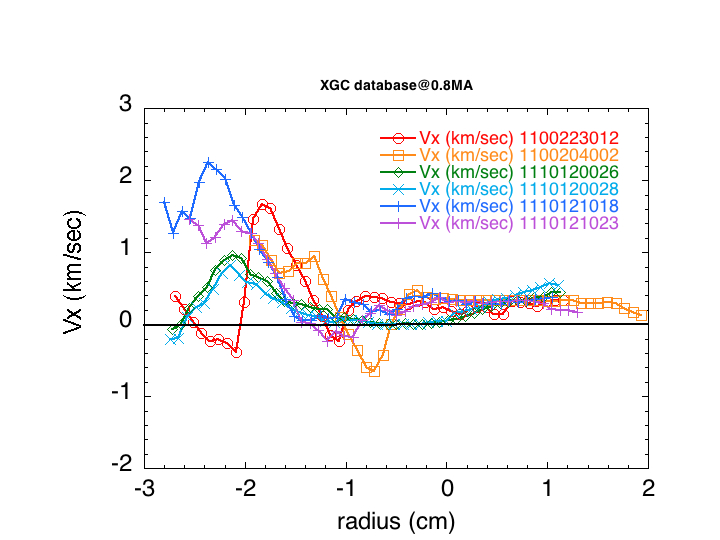 XGC database@0.8MA
3
2
1
0
-1
-2
Vx (km/sec)
Vx (km/sec) 1100223012
Vx (km/sec) 1100204002
Vx (km/sec) 1110120026
Vx (km/sec) 1110120028
Vx (km/sec) 1110121018
Vx (km/sec) 1110121023
-3 -2 -1 0 1 2
radius (cm)